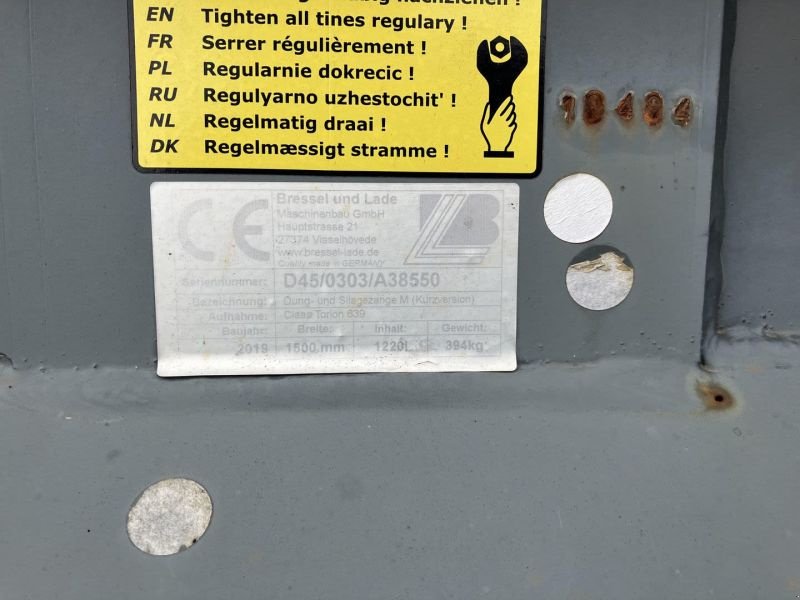 nachziehen !
EN Tighten all tines regulary !
FR Serrer régulièrement !
PL Regularnie dokrecic !
RU Regulyarno uzhestochit' !
NL Regelmatig draai !
DK Regelmæssigt stramme !
CE
Bressel und Lade
Maschinenbau GmbH
Hauptstrasse 21
27374 Visselhövede
www.bressel-lade.de
Quality made in GERMANY
Seriennummer: D45/0303/A38550
Bezeichnung: Dung- und Silagezange M (Kurzversion)
Aufnahme: Claas Torion 639
Baujahr: Breite: Inhalt: Gewicht:
2019 1500 mm 1220L 394kg